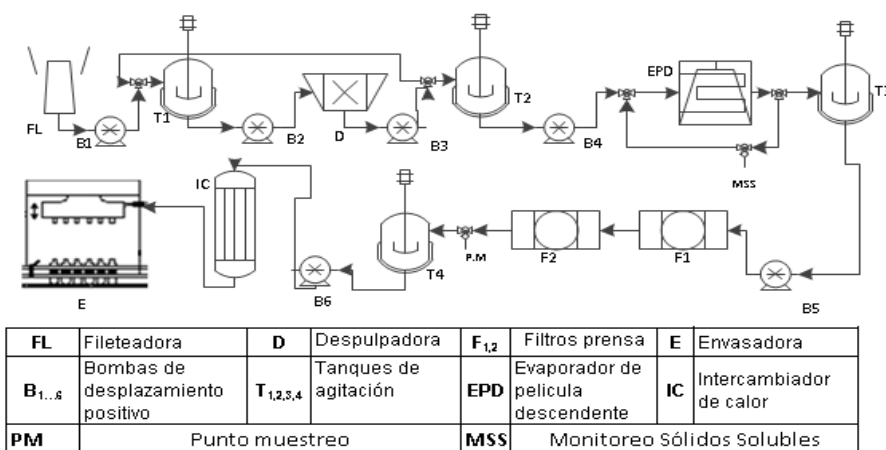 EPD
T1
T2
T3
FL
B1
B2
D
B3
B4
MSS
IC
P.M
F2
F1
T4
E
B6
B5
FL Fileteadora D Despulpadora F1,2 Filtros prensa E Envasadora
B1...6 Bombas de desplazamiento positivo T1,2,3,4 Tanques de agitación EPD Evaporador de pelicula descendente IC Intercambiador de calor
PM Punto muestreo MSS Monitoreo Sólidos Solubles